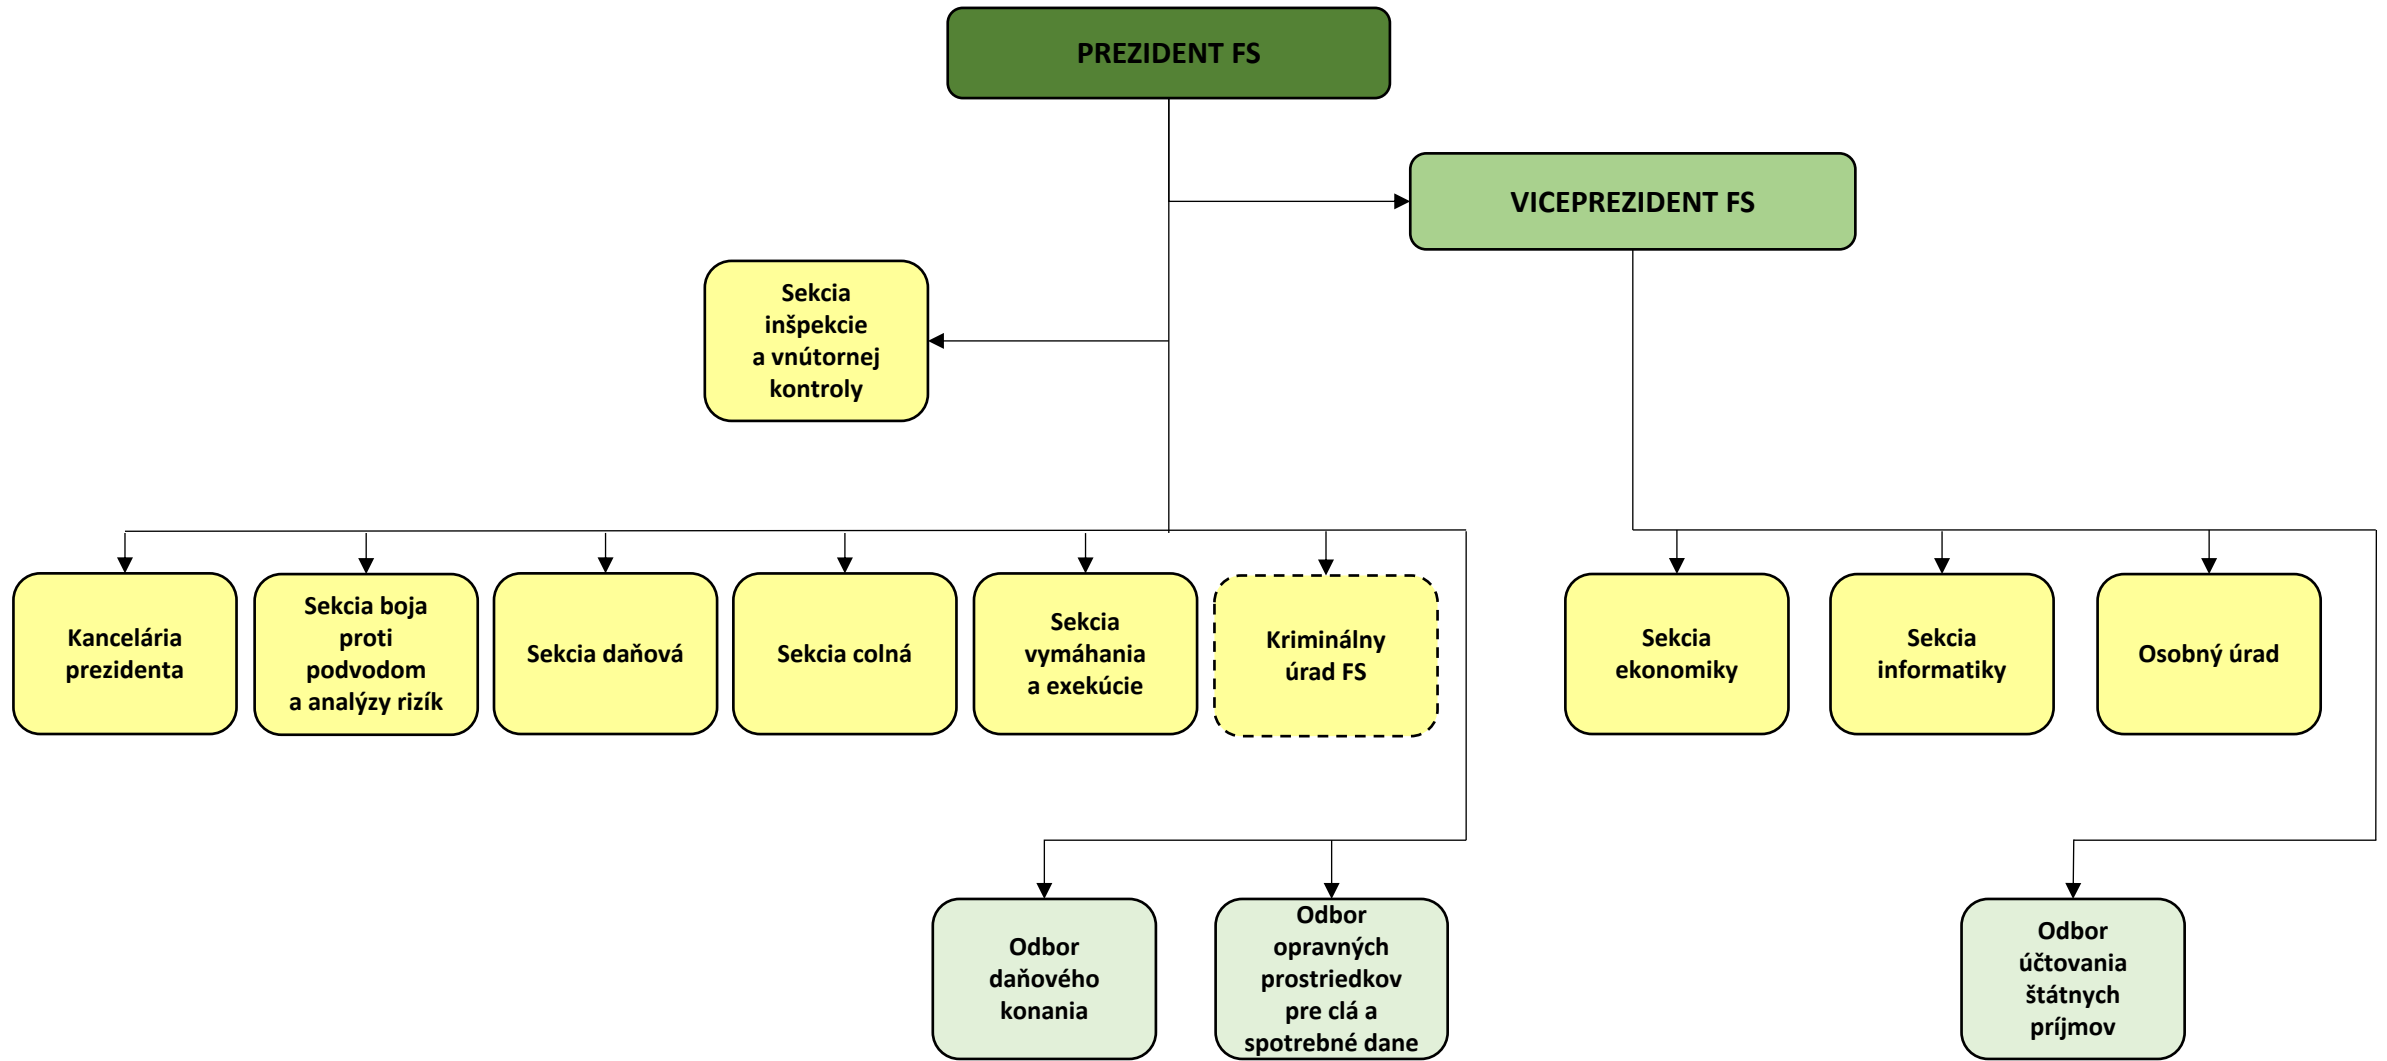 PREZIDENT FS
VICEPREZIDENT FS
Sekcia
inšpekcie
a vnútornej
kontroly
Kancelária
prezidenta
Sekcia boja
proti
podvodom
a analýzy rizík
Sekcia daňová
Sekcia colná
Sekcia
vymáhania
a exekúcie
Kriminálny
úrad FS
Sekcia
ekonomiky
Sekcia
informatiky
Osobný úrad
Odbor
daňového
konania
Odbor
opravných
prostriedkov
pre clá a
spotrebné dane
Odbor
účtovania
štátnych
príjmov